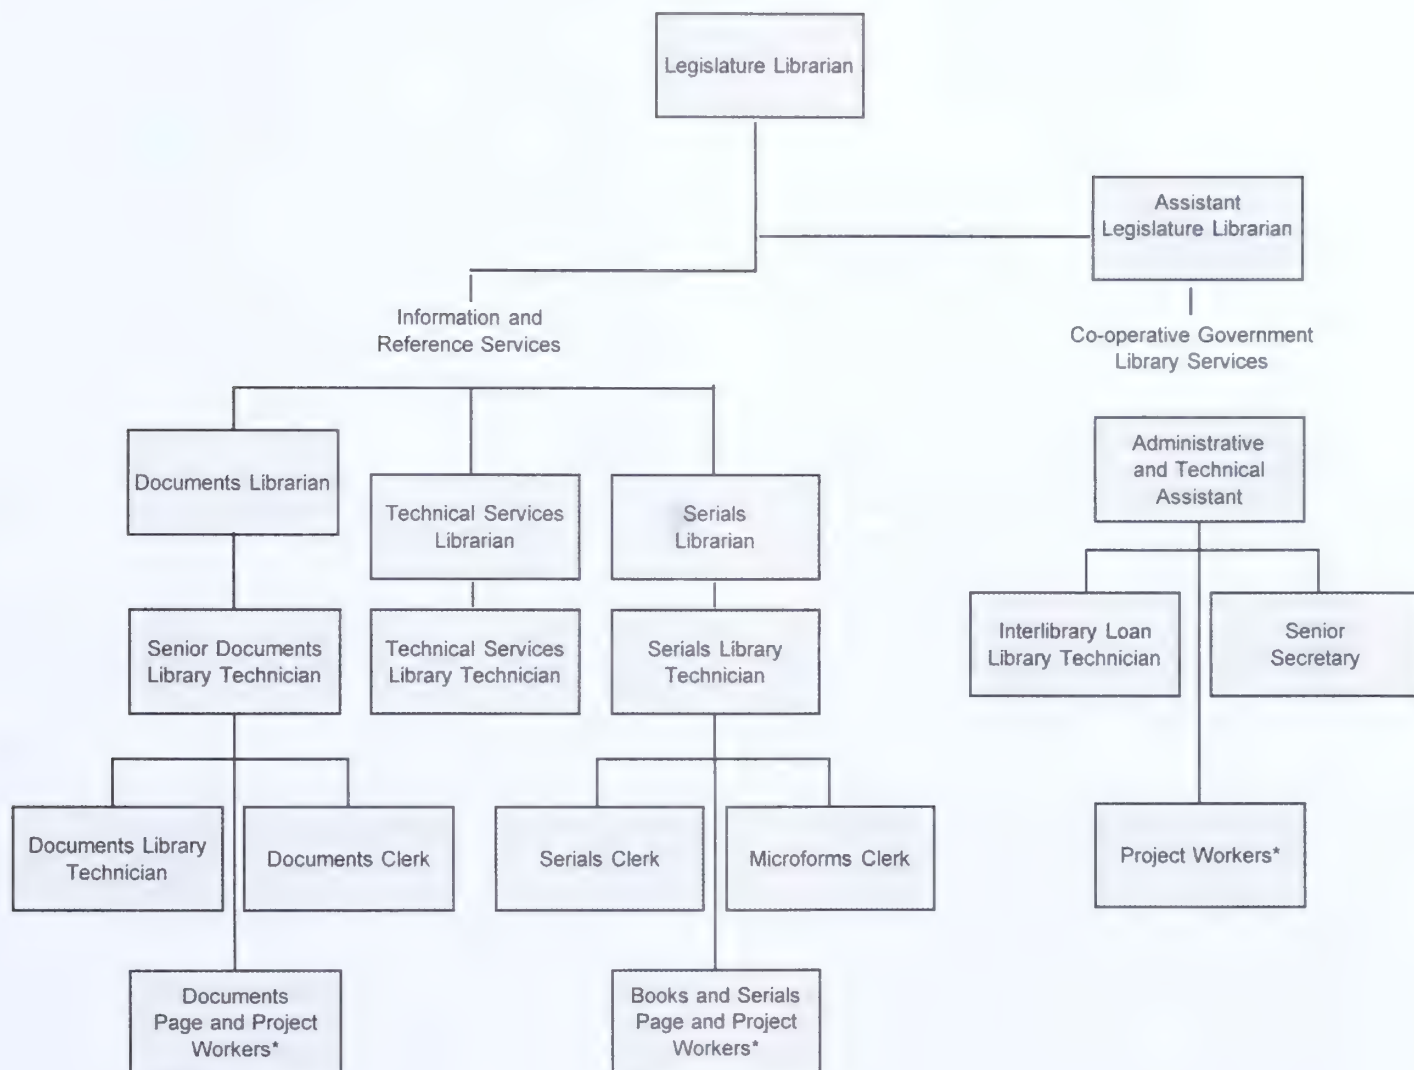 Legislature Librarian
Assistant
Legislature Librarian
Information and
Reference Services
Co-operative Government
Library Services
Documents Librarian
Technical Services
Librarian
Serials
Librarian
Administrative
and Technical
Assistant
Senior Documents
Library Technician
Technical Services
Library Technician
Serials Library
Technician
Interlibrary Loan
Library Technician
Senior
Secretary
Documents Library
Technician
Documents Clerk
Serials Clerk
Microforms Clerk
Project Workers*
Documents
Page and Project
Workers*
Books and Serials
Page and Project
Workers*